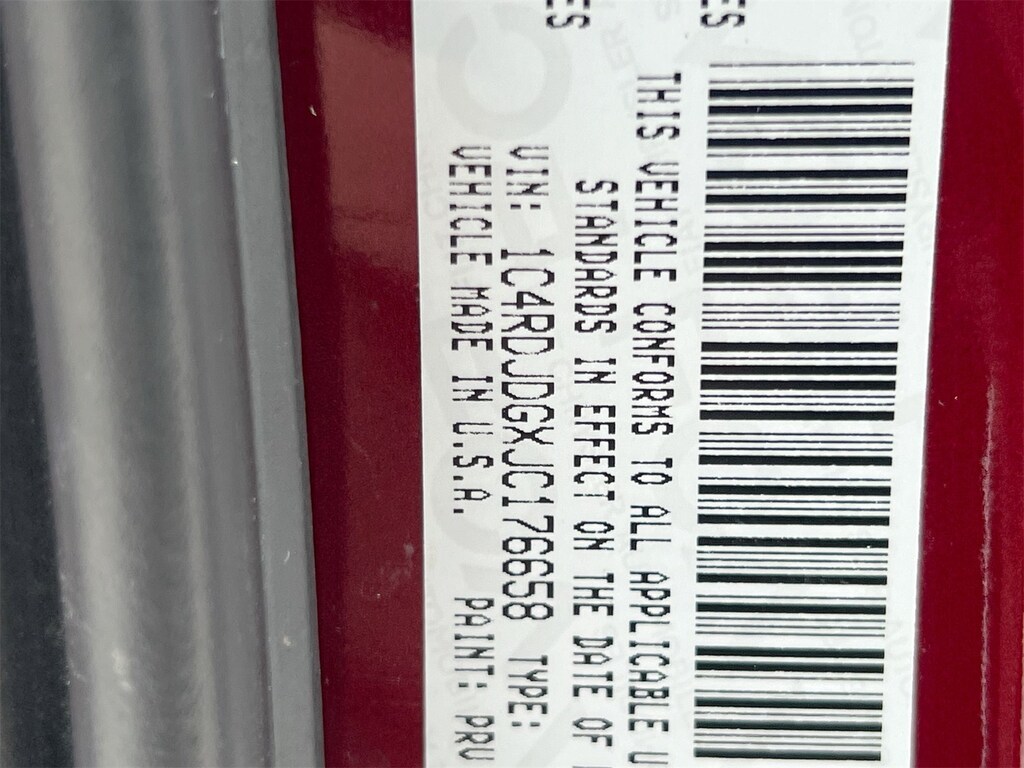 ES
ES
THIS VEHICLE CONFORMS TO ALL APPLICABLE U
STANDARDS IN EFFECT ON THE DATE OF
VIN: 1C4RDJDGXJC176658 TYPE:
VEHICLE MADE IN U.S.A. PAINT: PRV